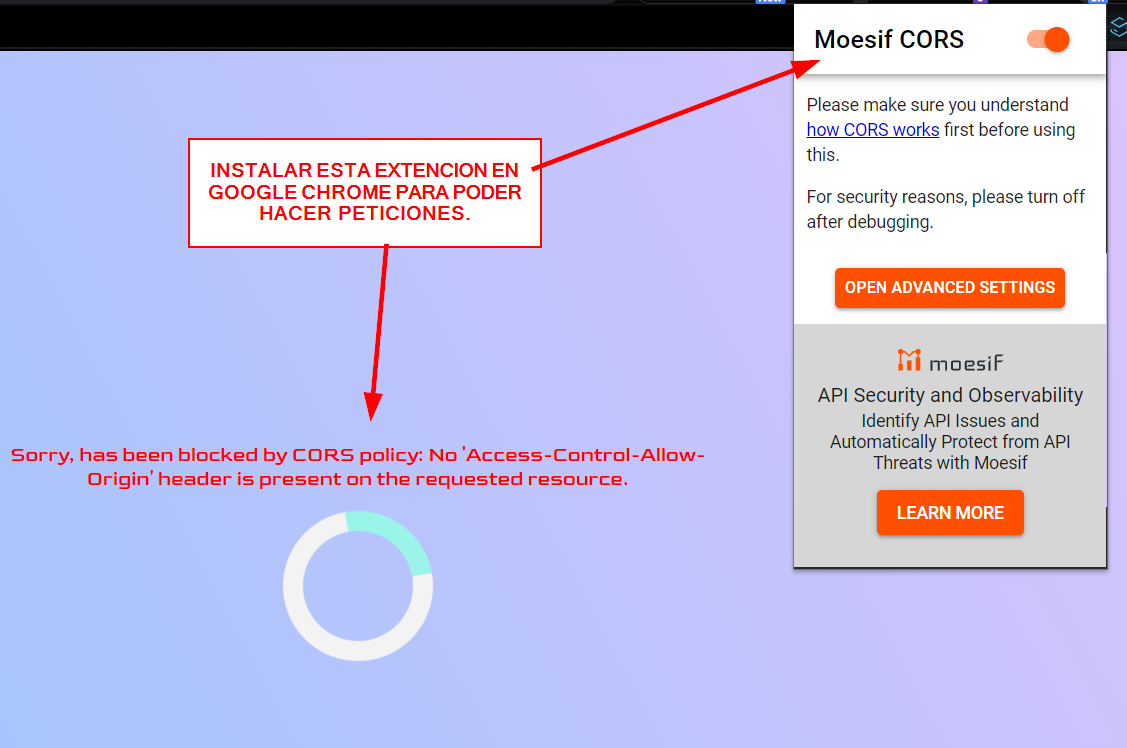 Moesif CORS
Please make sure you understand
how CORS works first before using
this.
For security reasons, please turn off
after debugging.
OPEN ADVANCED SETTINGS
moesif
API Security and Observability
Identify API Issues and
Automatically Protect from API
Threats with Moesif
LEARN MORE
INSTALAR ESTA EXTENCION EN
GOOGLE CHROME PARA PODER
HACER PETICIONES.
Sorry, has been blocked by CORS policy: No 'Access-Control-Allow-
Origin' header is present on the requested resource.